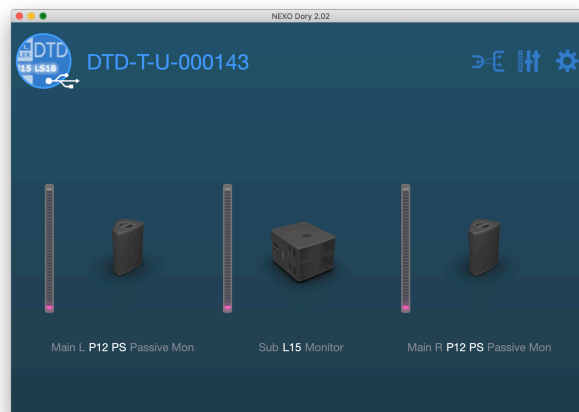 NEXO Dory 2.02
DTD
15 LS18
DTD-T-U-000143
Main L P12 PS Passive Mon
Sub L15 Monitor
Main R P12 PS Passive Mon